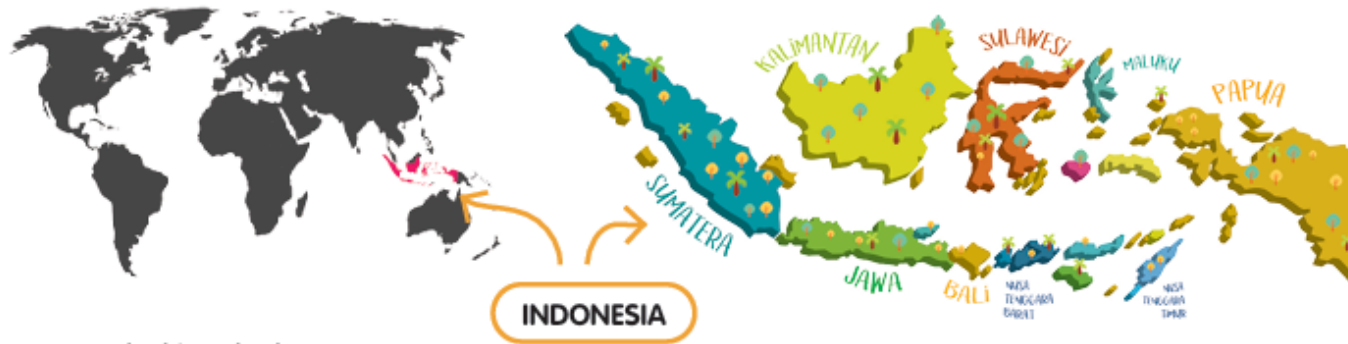 KALIMANTAN
SULAWESI
MALUKU
PAPUA
SUMATERA
JAWA
BALI
NUSA
TENGGARA
BARAT
NUSA
TENGGARA
TIMUR
INDONESIA